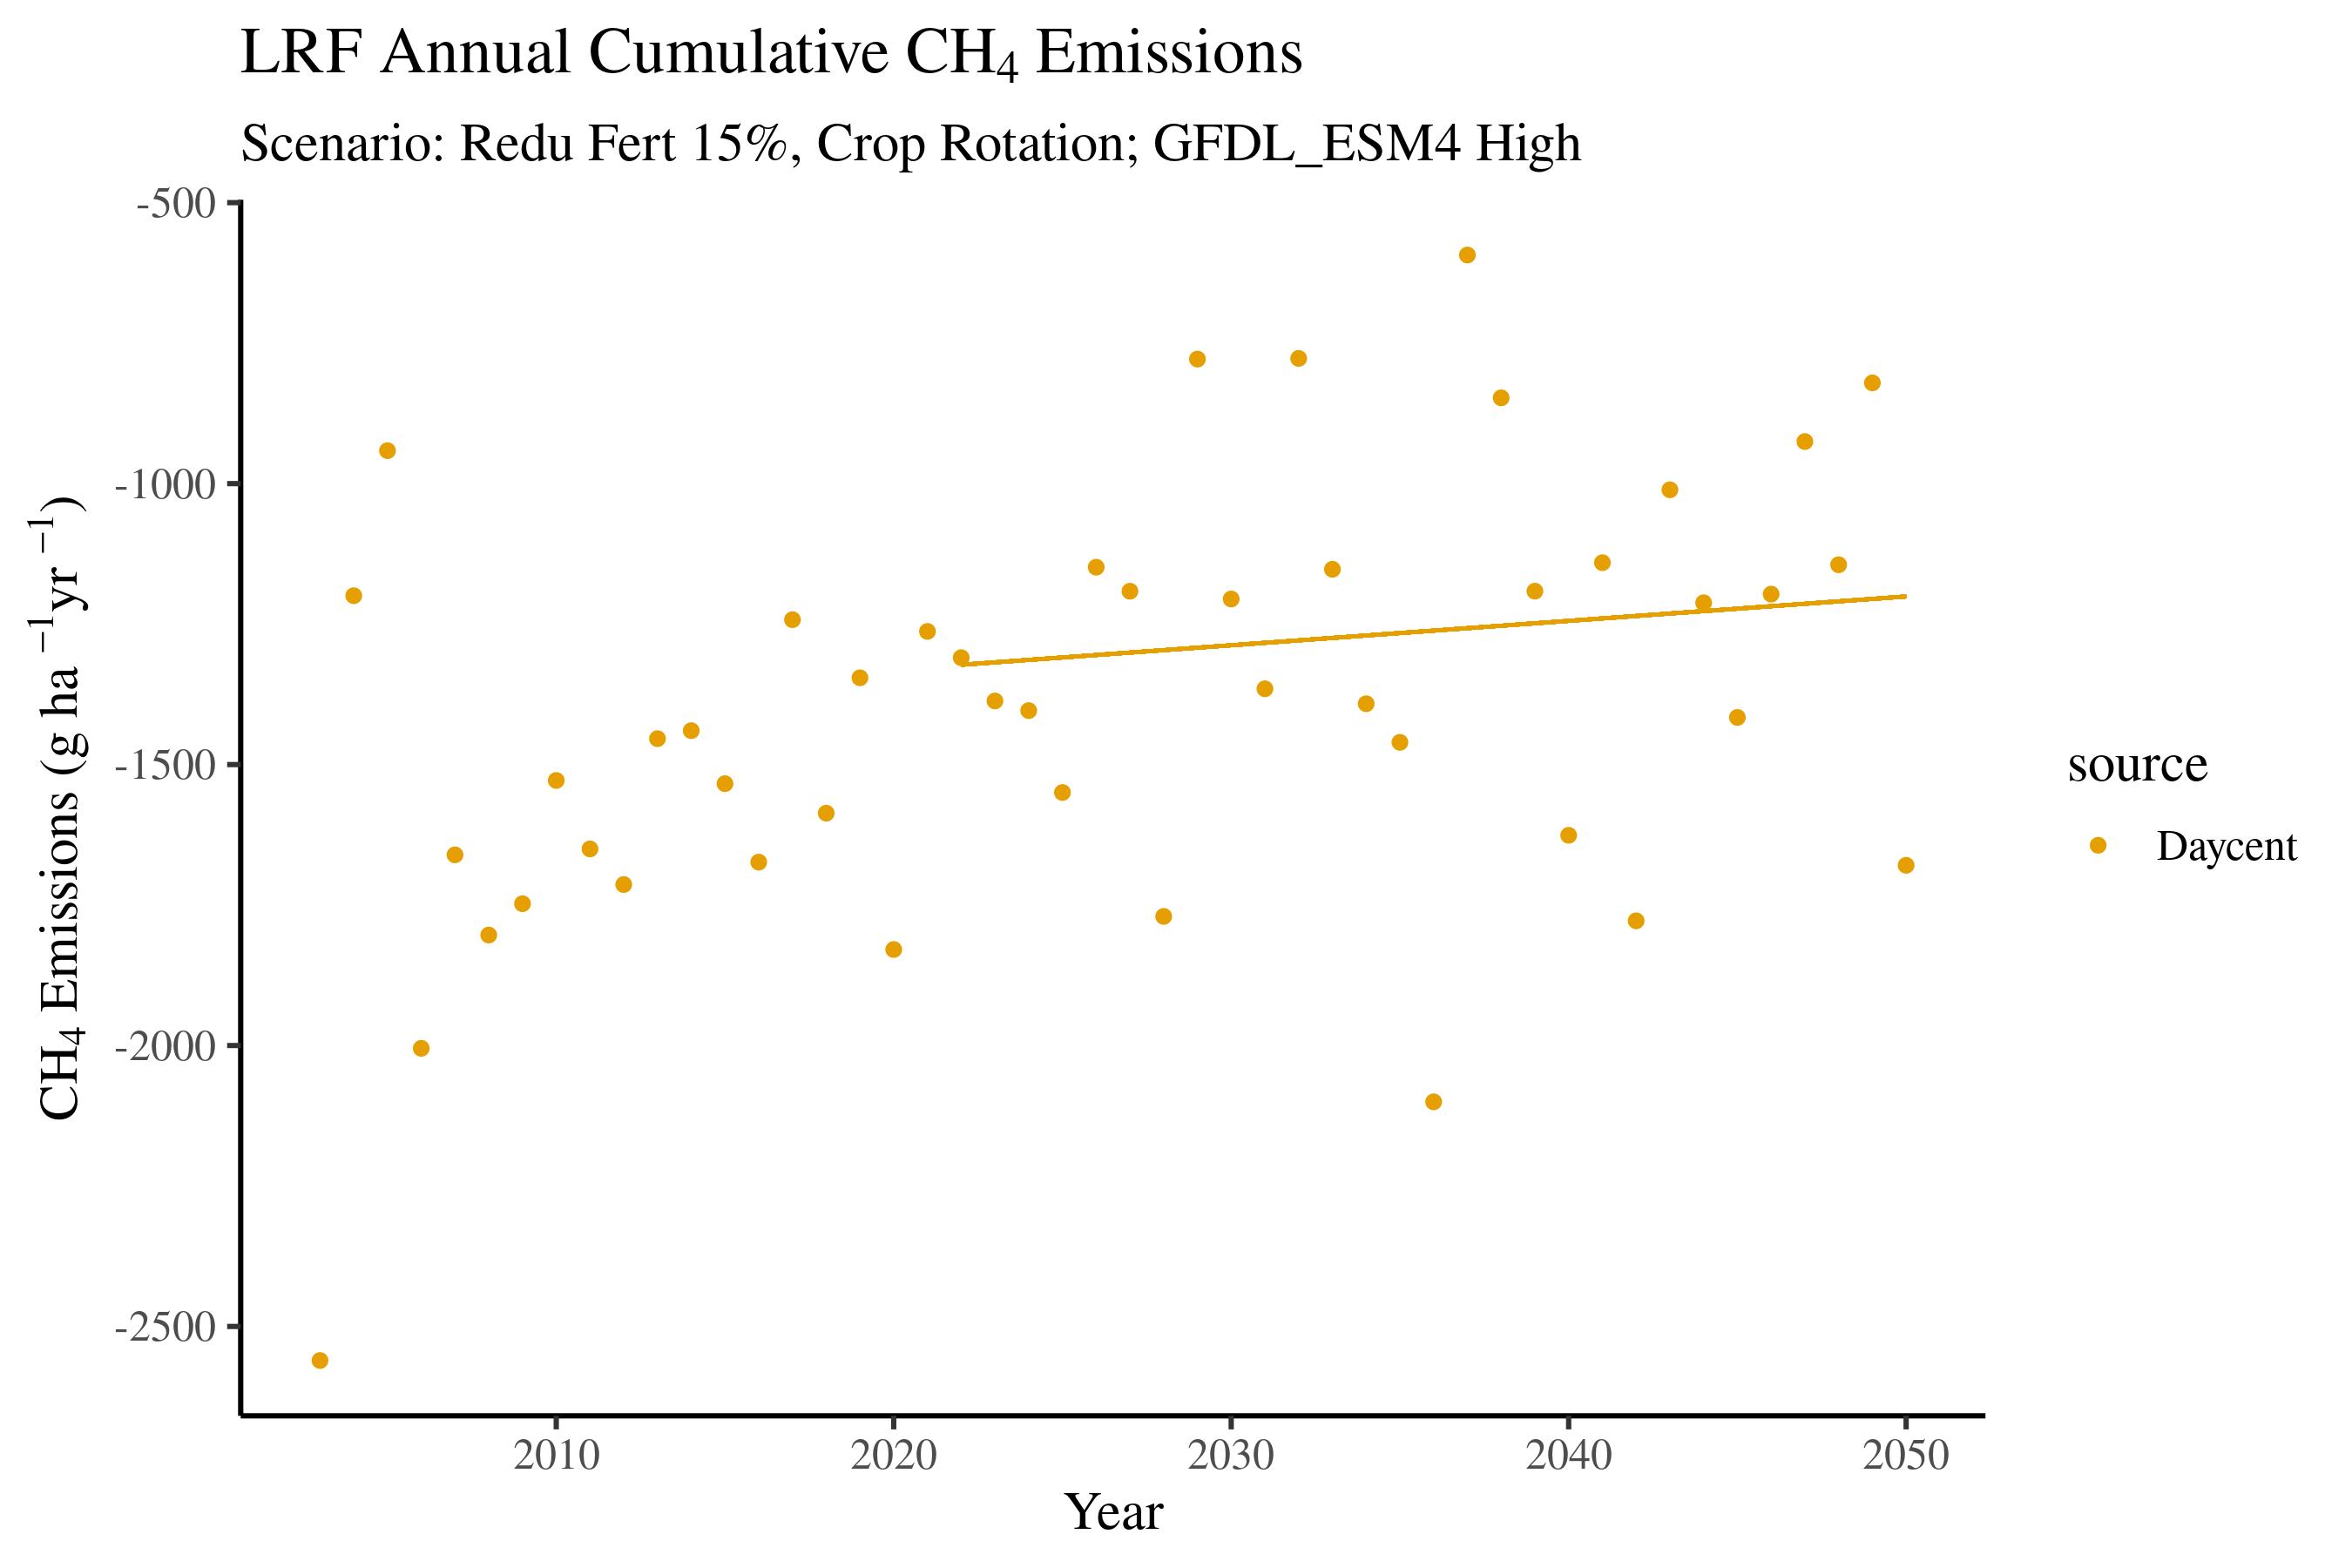 LRF Annual Cumulative CH₄ Emissions
Scenario: Redu Fert 15%, Crop Rotation; GFDL_ESM4 High
CH₄ Emissions (g ha ⁻¹yr ⁻¹)
-500
-1000
-1500
-2000
-2500
source
Daycent
2010 2020 2030 2040 2050
Year